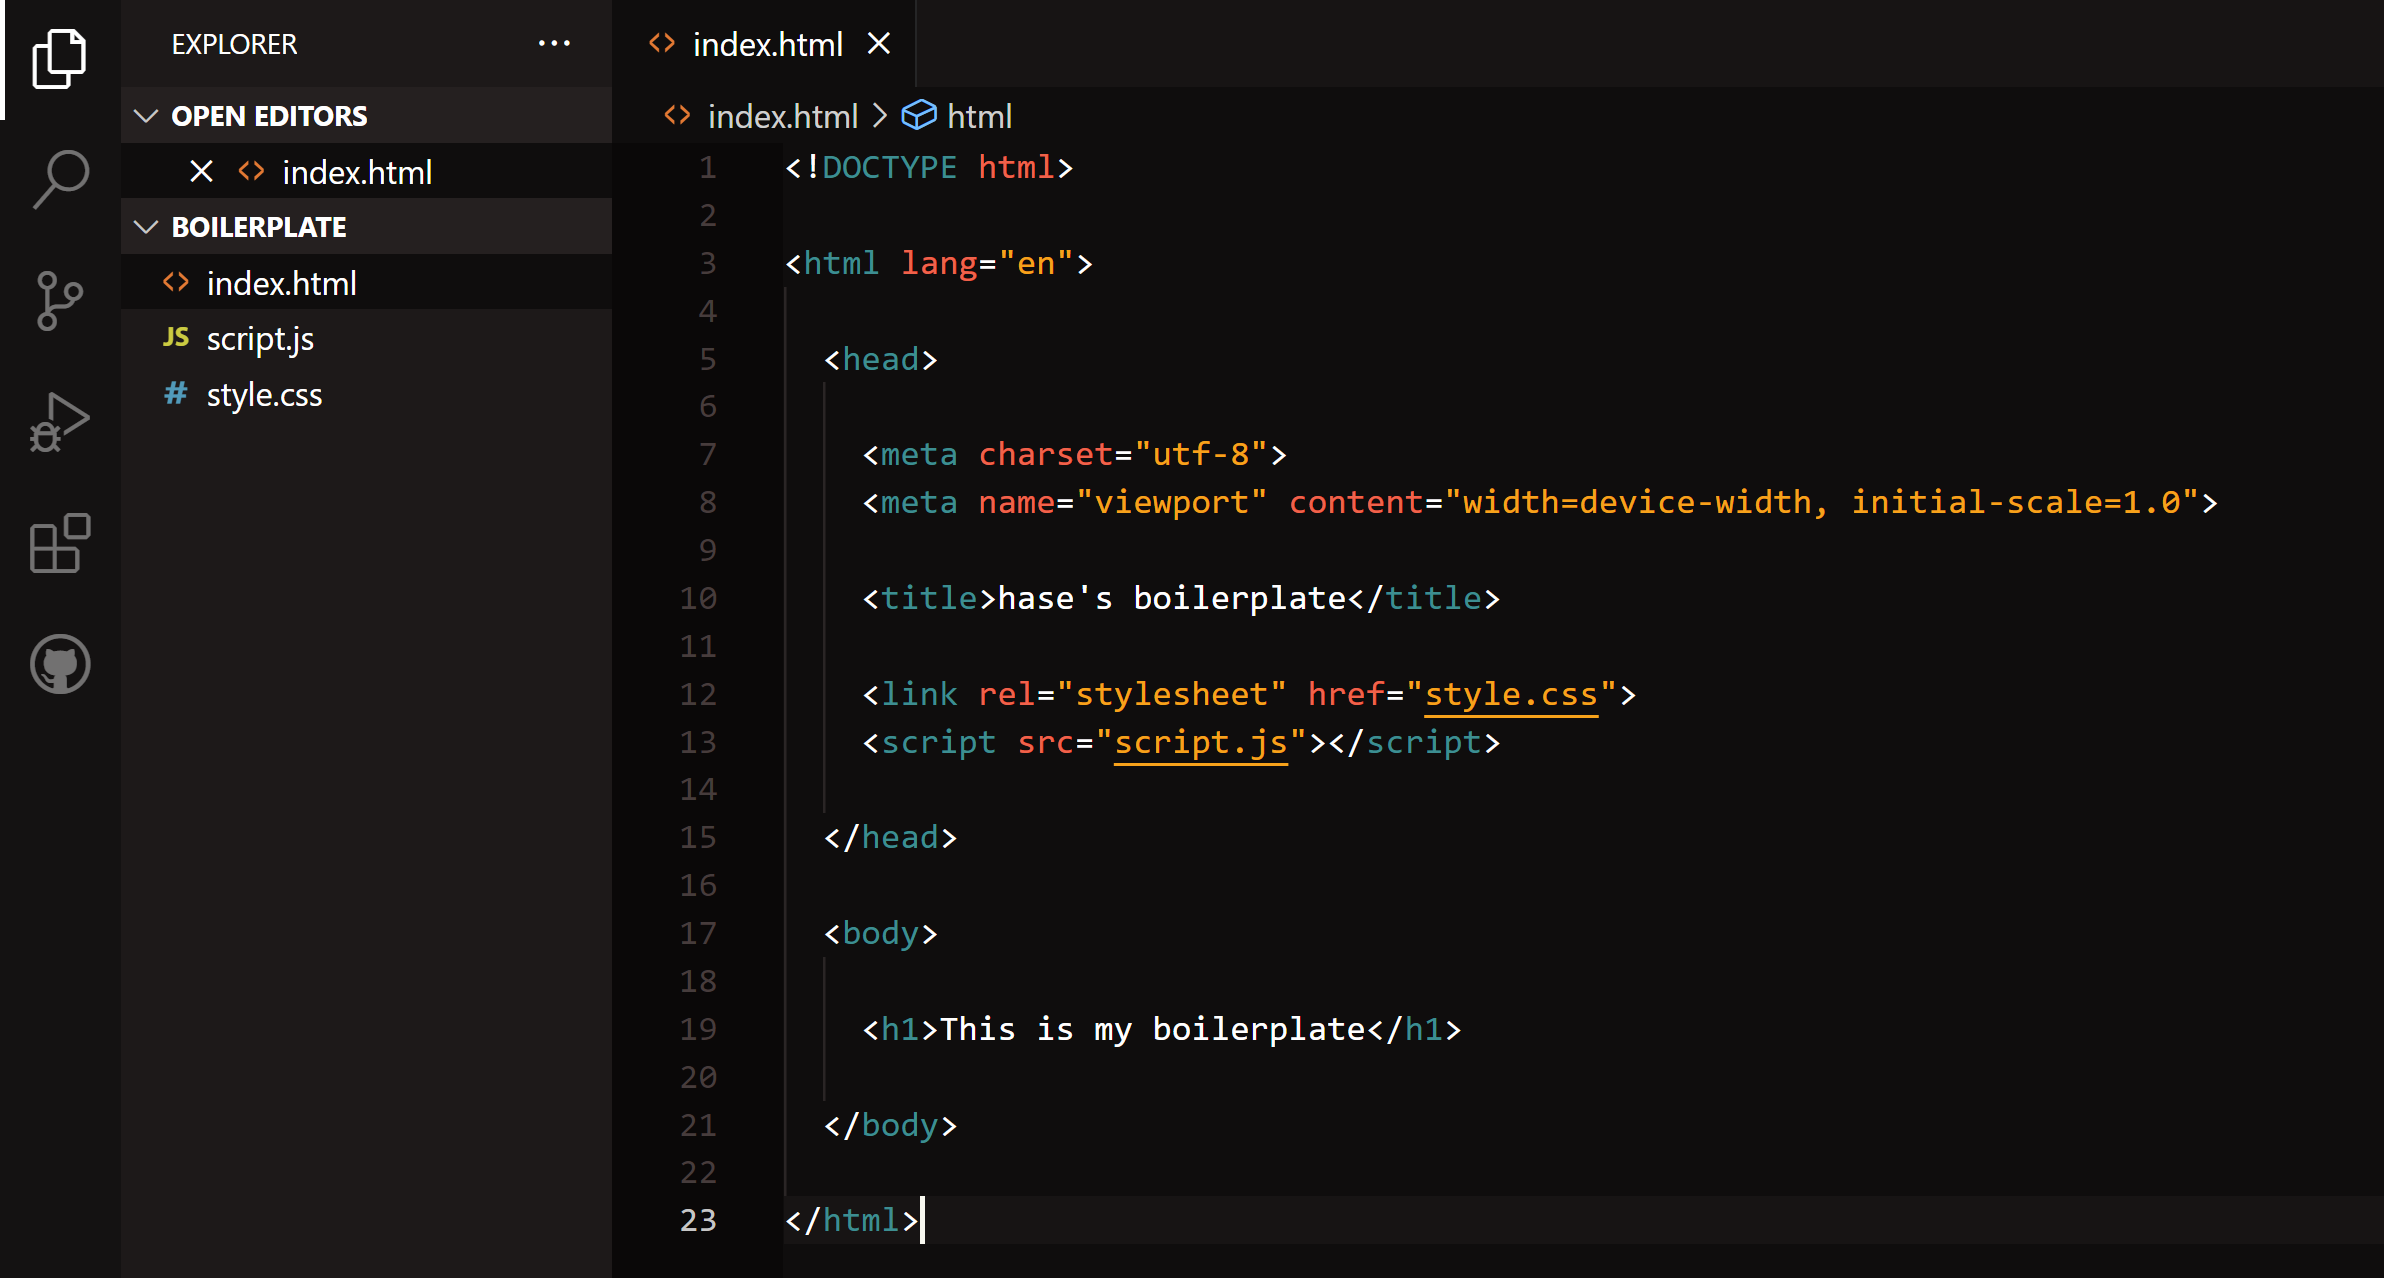 EXPLORER
OPEN EDITORS
index.html
BOILERPLATE
index.html
JS script.js
# style.css
index.html
index.html > html
1 <!DOCTYPE html>
2
3 <html lang="en">
4
5   <head>
6
7     <meta charset="utf-8">
8     <meta name="viewport" content="width=device-width, initial-scale=1.0">
9
10     <title>hase's boilerplate</title>
11
12     <link rel="stylesheet" href="style.css">
13     <script src="script.js"></script>
14
15   </head>
16
17   <body>
18
19     <h1>This is my boilerplate</h1>
20
21   </body>
22
23 </html>